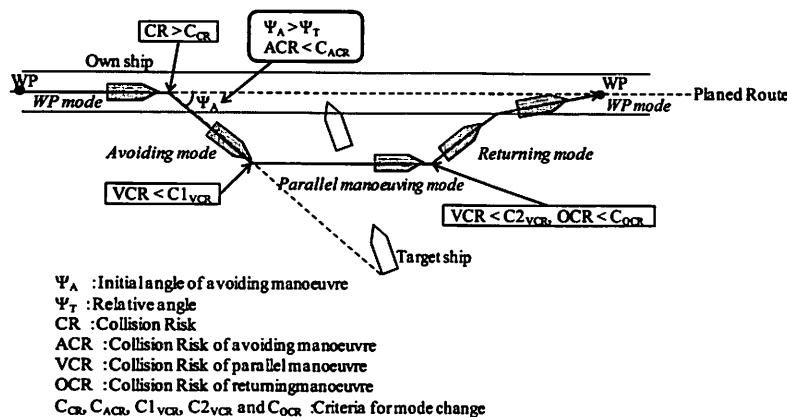 CR > C_CR
Ψ_A > Ψ_T
ACR < C_ACR
Own ship
WP
WP
WP mode
Ψ_A
WP mode
Planed Route
Avoiding mode
Returning mode
Parallel manoeuving mode
VCR < C1_VCR
VCR < C2_VCR, OCR < C_OCR
Target ship
Ψ_A :Initial angle of avoiding manoeuvre
Ψ_T :Relative angle
CR :Collision Risk
ACR :Collision Risk of avoiding manoeuvre
VCR :Collision Risk of parallel manoeuvre
OCR :Collision Risk of returningmanoeuvre
C_CR, C_ACR, C1_VCR, C2_VCR and C_OCR :Criteria for mode change